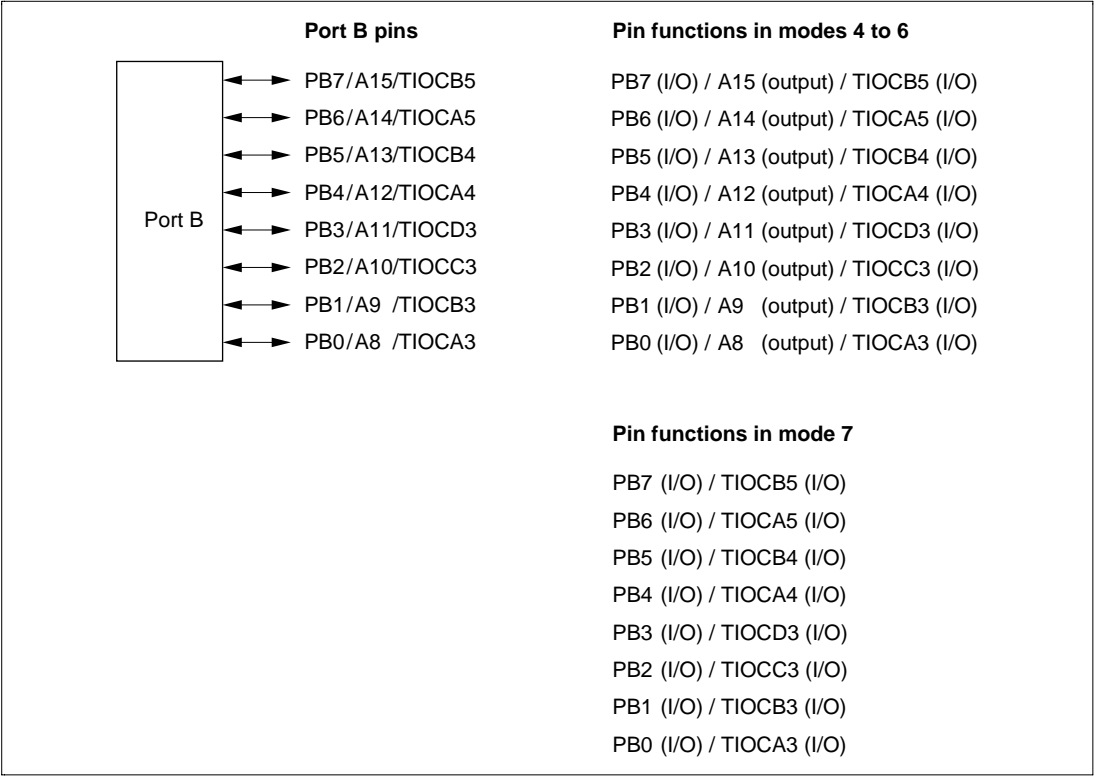 Port B pins
Pin functions in modes 4 to 6
PB7/A15/TIOCB5
PB7 (I/O) / A15 (output) / TIOCB5 (I/O)
PB6/A14/TIOCA5
PB6 (I/O) / A14 (output) / TIOCA5 (I/O)
PB5/A13/TIOCB4
PB5 (I/O) / A13 (output) / TIOCB4 (I/O)
PB4/A12/TIOCA4
PB4 (I/O) / A12 (output) / TIOCA4 (I/O)
Port B
PB3/A11/TIOCD3
PB3 (I/O) / A11 (output) / TIOCD3 (I/O)
PB2/A10/TIOCC3
PB2 (I/O) / A10 (output) / TIOCC3 (I/O)
PB1/A9 /TIOCB3
PB1 (I/O) / A9 (output) / TIOCB3 (I/O)
PB0/A8 /TIOCA3
PB0 (I/O) / A8 (output) / TIOCA3 (I/O)
Pin functions in mode 7
PB7 (I/O) / TIOCB5 (I/O)
PB6 (I/O) / TIOCA5 (I/O)
PB5 (I/O) / TIOCB4 (I/O)
PB4 (I/O) / TIOCA4 (I/O)
PB3 (I/O) / TIOCD3 (I/O)
PB2 (I/O) / TIOCC3 (I/O)
PB1 (I/O) / TIOCB3 (I/O)
PB0 (I/O) / TIOCA3 (I/O)